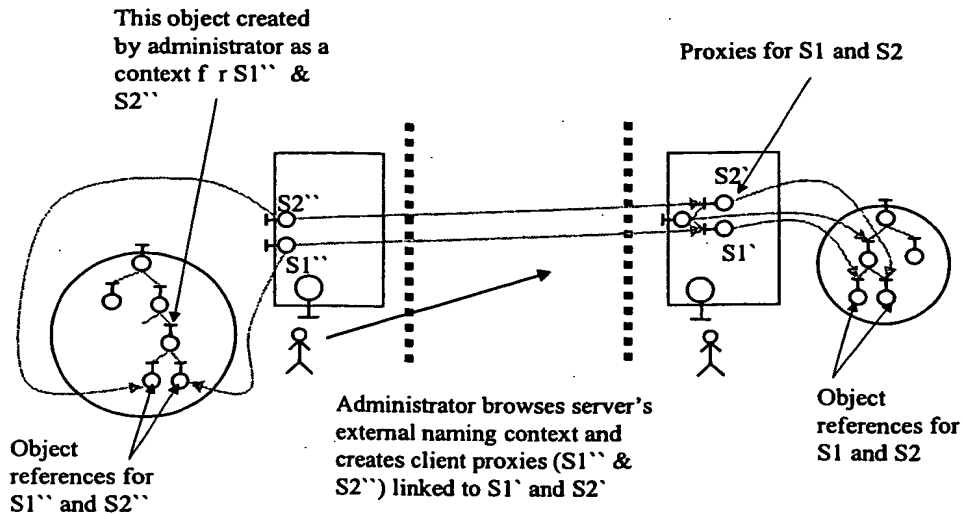 This object created
by administrator as a
context f r S1`` &
S2``
Proxies for S1 and S2
S2``
S1``
S2`
S1`
Administrator browses server's
external naming context and
creates client proxies (S1`` &
S2``) linked to S1` and S2`
Object
references for
S1`` and S2``
Object
references for
S1 and S2